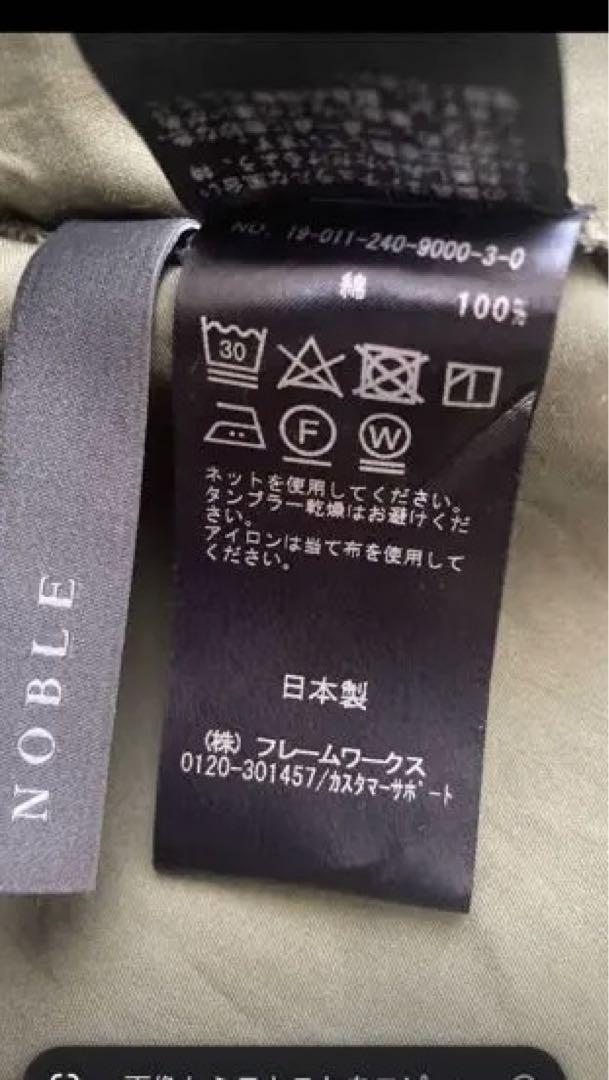 NO. 19-011-240-9000-3-0
綿 100%
30
F W
ネットを使用してください。
タンブラー乾燥はお避けくだ
さい。
アイロンは当て布を使用して
ください。
日本製
(株) フレームワークス
0120-301457/カスタマーサポート
NOBLE